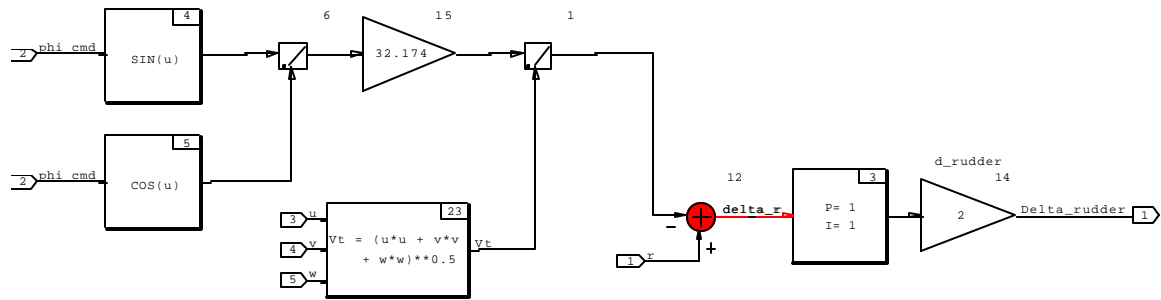 6
15
1
4
2 phi_cmd
SIN(u)
32.174
5
2 phi_cmd
COS(u)
d_rudder
12
3
14
23
3 u
Vt = (u*u + v*v
4 v
+ w*w)**0.5
Vt
5 w
delta_r
P= 1
I= 1
2
Delta_rudder 1
−
+
+
1 r